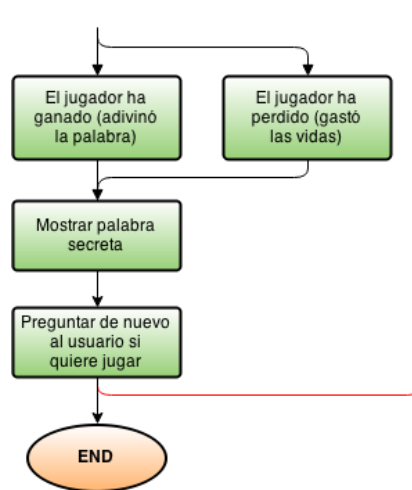 El jugador ha
ganado (adivinó
la palabra)
El jugador ha
perdido (gastó
las vidas)
Mostrar palabra
secreta
Preguntar de nuevo
al usuario si
quiere jugar
END